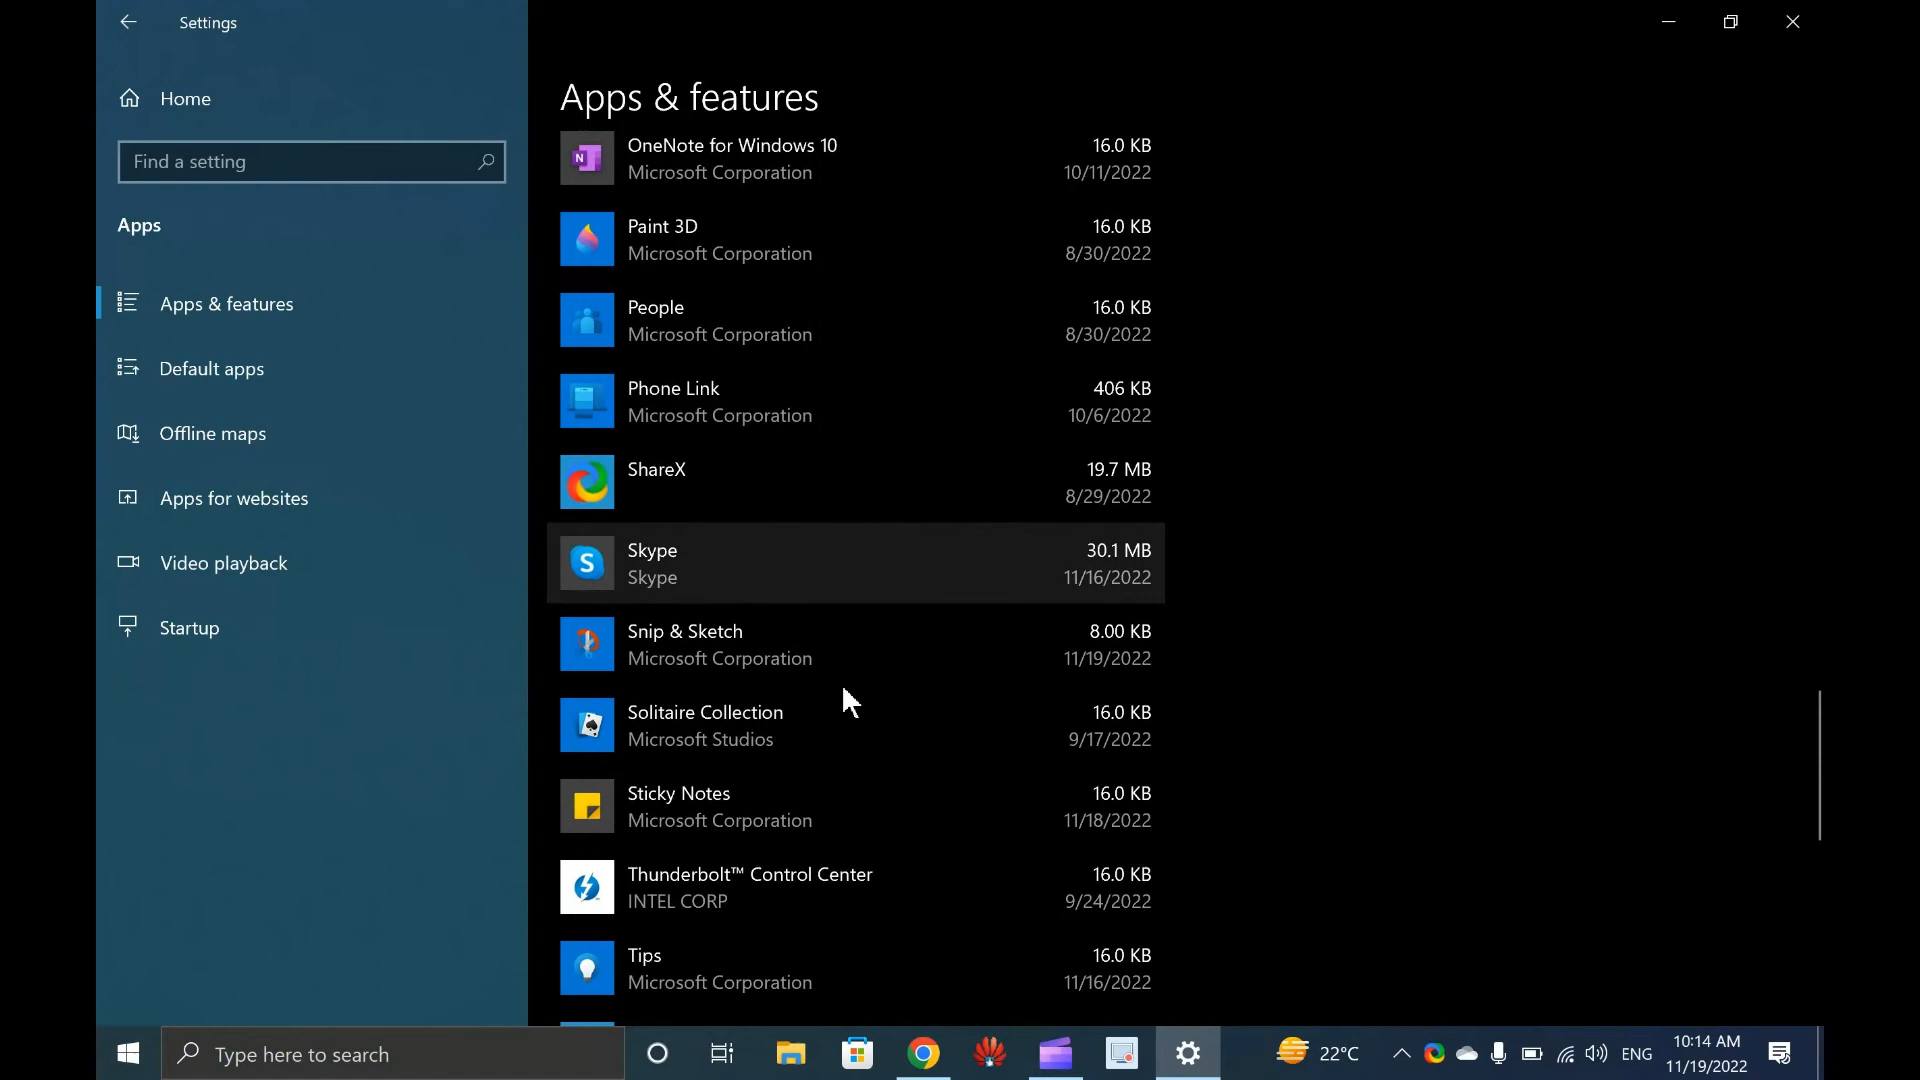 Settings
Home
Find a setting
Apps
Apps & features
Default apps
Offline maps
Apps for websites
Video playback
Startup
Apps & features
OneNote for Windows 10 16.0 KB
Microsoft Corporation 10/11/2022
Paint 3D 16.0 KB
Microsoft Corporation 8/30/2022
People 16.0 KB
Microsoft Corporation 8/30/2022
Phone Link 406 KB
Microsoft Corporation 10/6/2022
ShareX 19.7 MB
8/29/2022
Skype 30.1 MB
Skype 11/16/2022
Snip & Sketch 8.00 KB
Microsoft Corporation 11/19/2022
Solitaire Collection 16.0 KB
Microsoft Studios 9/17/2022
Sticky Notes 16.0 KB
Microsoft Corporation 11/18/2022
Thunderbolt™ Control Center 16.0 KB
INTEL CORP 9/24/2022
Tips 16.0 KB
Microsoft Corporation 11/16/2022
Type here to search
22°C
ENG
10:14 AM
11/19/2022